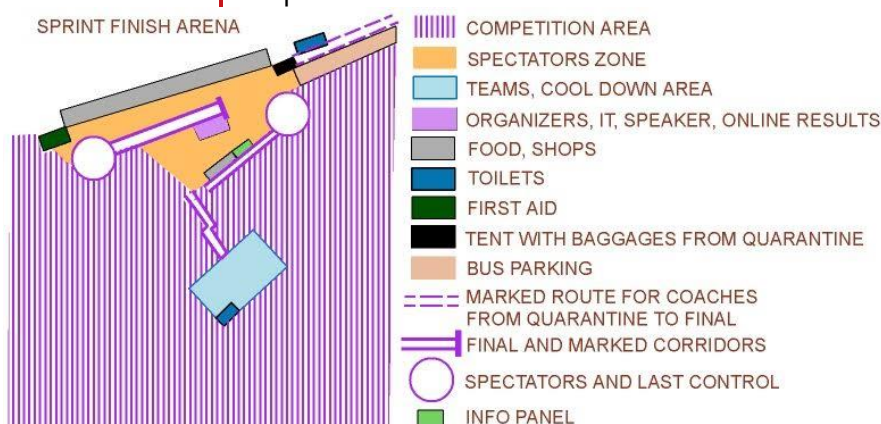 SPRINT FINISH ARENA
COMPETITION AREA
SPECTATORS ZONE
TEAMS, COOL DOWN AREA
ORGANIZERS, IT, SPEAKER, ONLINE RESULTS
FOOD, SHOPS
TOILETS
FIRST AID
TENT WITH BAGGAGES FROM QUARANTINE
BUS PARKING
MARKED ROUTE FOR COACHES
FROM QUARANTINE TO FINAL
FINAL AND MARKED CORRIDORS
SPECTATORS AND LAST CONTROL
INFO PANEL